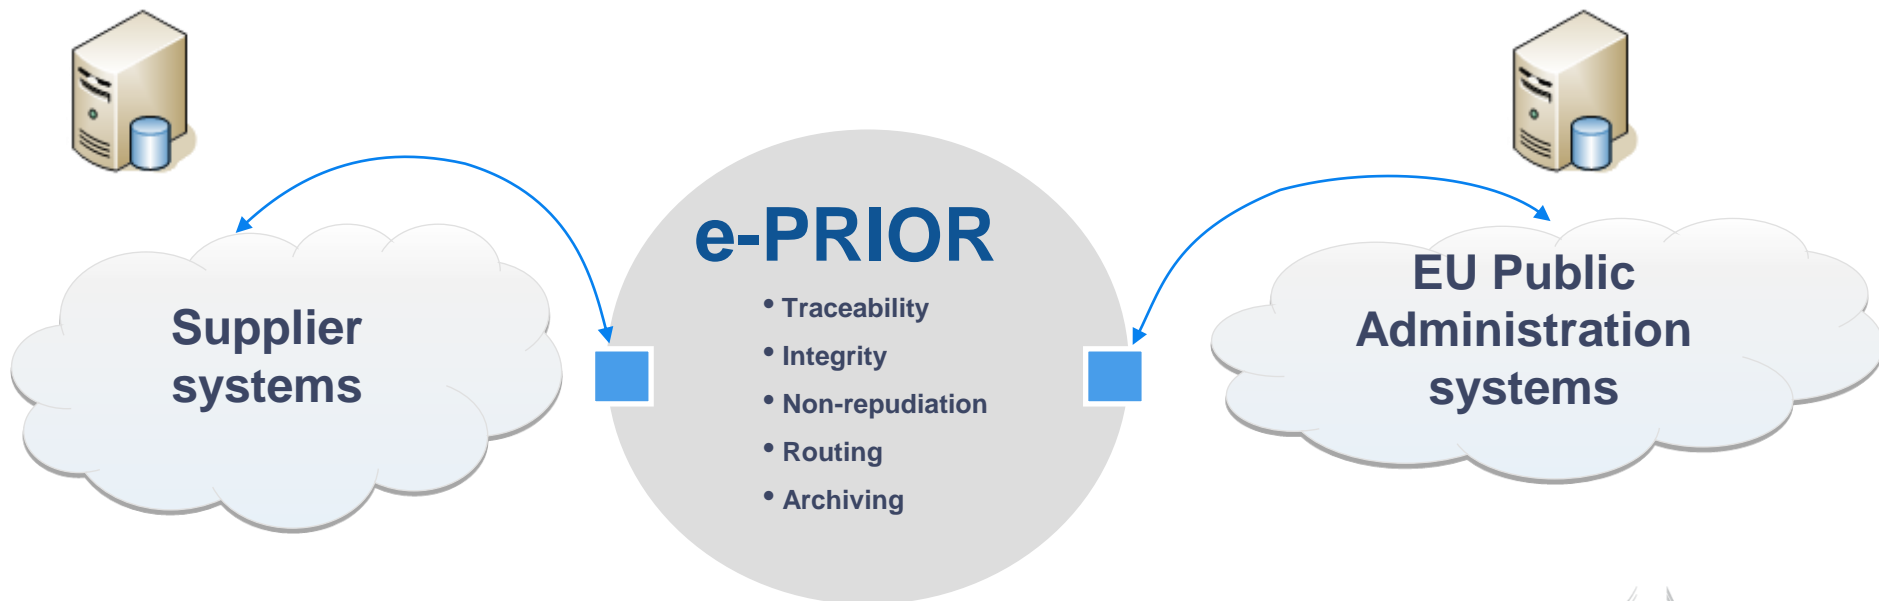 e-PRIOR
• Traceability
• Integrity
• Non-repudiation
• Routing
• Archiving
Supplier
systems
EU Public
Administration
systems